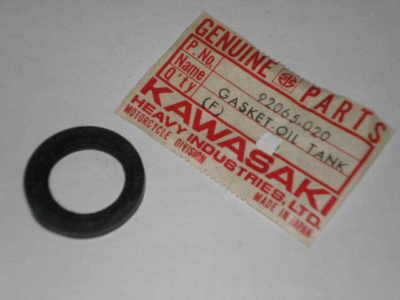 GENUINE PARTS
P.No. 92065.020
Name GASKET.OIL TANK
Q'ty (F)
KAWASAKI
HEAVY INDUSTRIES, LTD.
MOTORCYCLE DIVISION MADE IN JAPAN